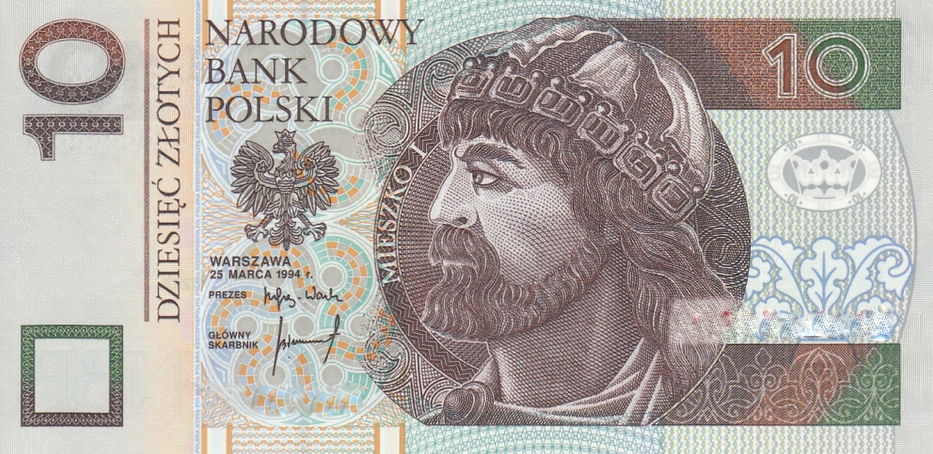 10
DZIESIĘĆ ZŁOTYCH
NARODOWY
BANK
POLSKI
10
MIESZKO I
WARSZAWA
25 MARCA 1994 r.
PREZES
GŁÓWNY
SKARBNIK